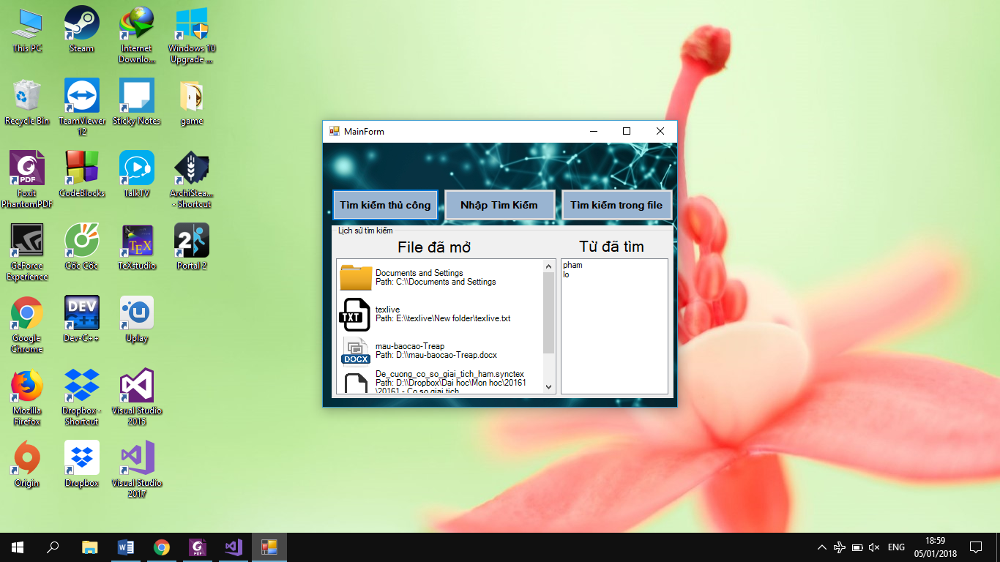 This PC
Steam
Internet
Downlo...
Windows 10
Upgrade ...
Recycle Bin
TeamViewer
12
Sticky Notes
game
PDF
Foxit
PhantomPDF
CodeBlocks
TalkTV
ArchiStea...
- Shortcut
GeForce
Experience
Cốc Cốc
TEX
TeXstudio
2
Portal 2
Google
Chrome
DEV
C++
Dev-C++
u
Uplay
Mozilla
Firefox
Dropbox -
Shortcut
Visual Studio
2015
Origin
Dropbox
Visual Studio
2017
MainForm
Tìm kiếm thủ công
Nhập Tìm Kiếm
Tìm kiếm trong file
Lịch sử tìm kiếm
File đã mở
Từ đã tìm
Documents and Settings
Path: C:\\Documents and Settings
TXT
texlive
Path: E:\\texlive\New folder\texlive.txt
DOCX
mau-baocao-Treap
Path: D:\\mau-baocao-Treap.docx
De_cuong_co_so_giai_tich_ham.synctex
Path: D:\\Dropbox\Dai hoc\Mon hoc\20161
\20161 - Co so giai tich
pham
lo
PDF
ENG
18:59
05/01/2018